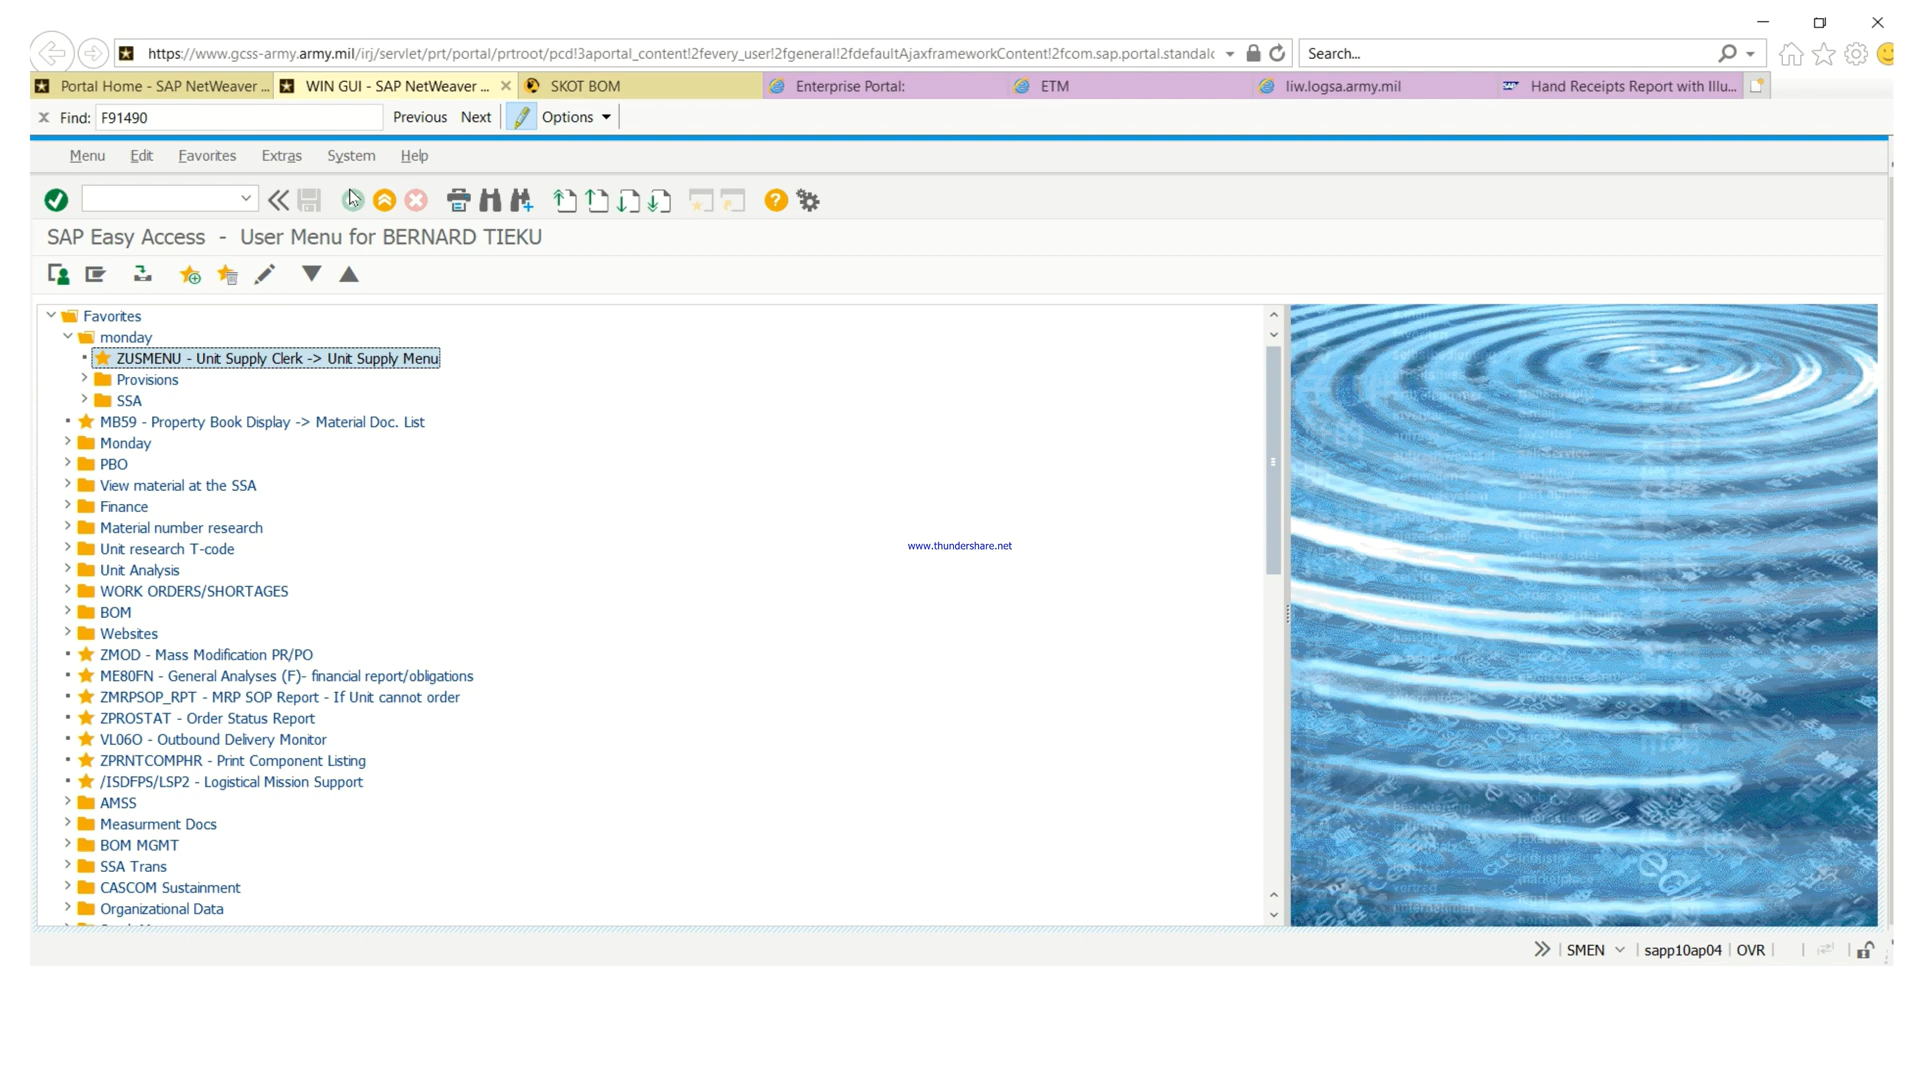 https://www.gcss-army.army.mil/irj/servlet/prt/portal/prtroot/pcd!3aportal_content!2fevery_user!2fgeneral!2fdefaultAjaxframeworkContent!2fcom.sap.portal.standalc
Search...
Portal Home - SAP NetWeaver ...
WIN GUI - SAP NetWeaver ...
SKOT BOM
Enterprise Portal:
ETM
liw.logsa.army.mil
Hand Receipts Report with Illu...
x Find: F91490 Previous Next Options
Menu Edit Favorites Extras System Help
SAP Easy Access - User Menu for BERNARD TIEKU
Favorites
monday
ZUSMENU - Unit Supply Clerk -> Unit Supply Menu
Provisions
SSA
MB59 - Property Book Display -> Material Doc. List
Monday
PBO
View material at the SSA
Finance
Material number research
Unit research T-code
Unit Analysis
WORK ORDERS/SHORTAGES
BOM
Websites
ZMOD - Mass Modification PR/PO
ME80FN - General Analyses (F)- financial report/obligations
ZMRPSOP_RPT - MRP SOP Report - If Unit cannot order
ZPROSTAT - Order Status Report
VL06O - Outbound Delivery Monitor
ZPRNTCOMPHR - Print Component Listing
/ISDFPS/LSP2 - Logistical Mission Support
AMSS
Measurment Docs
BOM MGMT
SSA Trans
CASCOM Sustainment
Organizational Data
www.thundershare.net
SMEN sapp10ap04 OVR